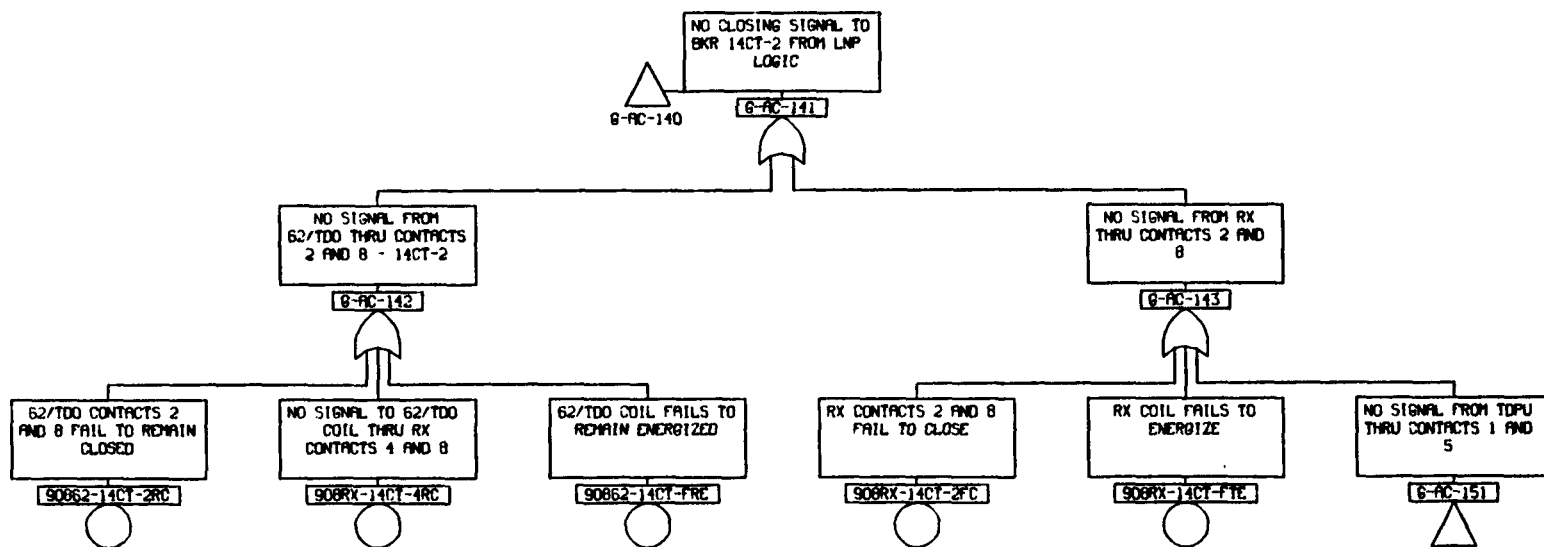 NO CLOSING SIGNAL TO
BKR 14CT-2 FROM LNP
LOGIC
G-AC-140
G-AC-141
NO SIGNAL FROM
62/TDO THRU CONTACTS
2 AND 8 - 14CT-2
G-AC-142
NO SIGNAL FROM RX
THRU CONTACTS 2 AND
8
G-AC-143
62/TDO CONTACTS 2
AND 8 FAIL TO REMAIN
CLOSED
90862-14CT-2RC
NO SIGNAL TO 62/TDO
COIL THRU RX
CONTACTS 4 AND 8
908RX-14CT-4RC
62/TDO COIL FAILS TO
REMAIN ENERGIZED
90862-14CT-FRE
RX CONTACTS 2 AND 8
FAIL TO CLOSE
908RX-14CT-2FC
RX COIL FAILS TO
ENERGIZE
908RX-14CT-FTE
NO SIGNAL FROM TDPU
THRU CONTACTS 1 AND
5
G-AC-151